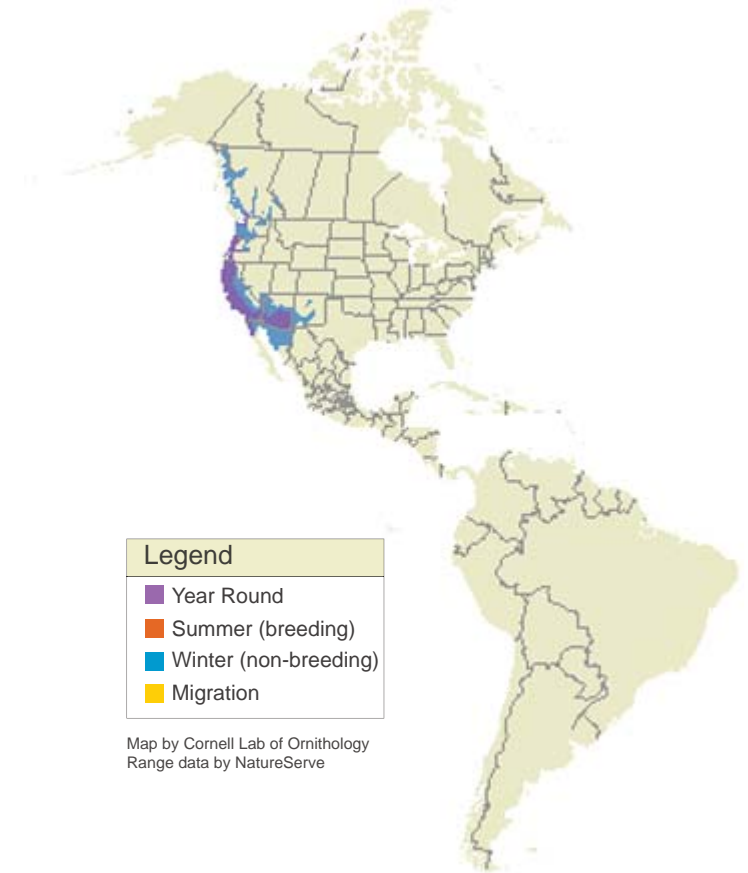 Legend
Year Round
Summer (breeding)
Winter (non-breeding)
Migration
Map by Cornell Lab of Ornithology
Range data by NatureServe